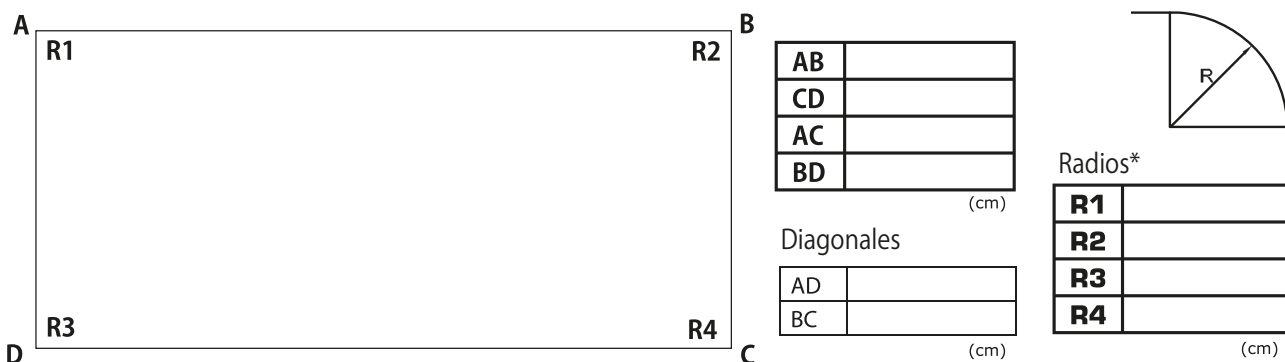 A
B
R1
R2
R3
R4
D
C
AB
CD
AC
BD
(cm)
Diagonales
AD
BC
(cm)
R
Radios*
R1
R2
R3
R4
(cm)